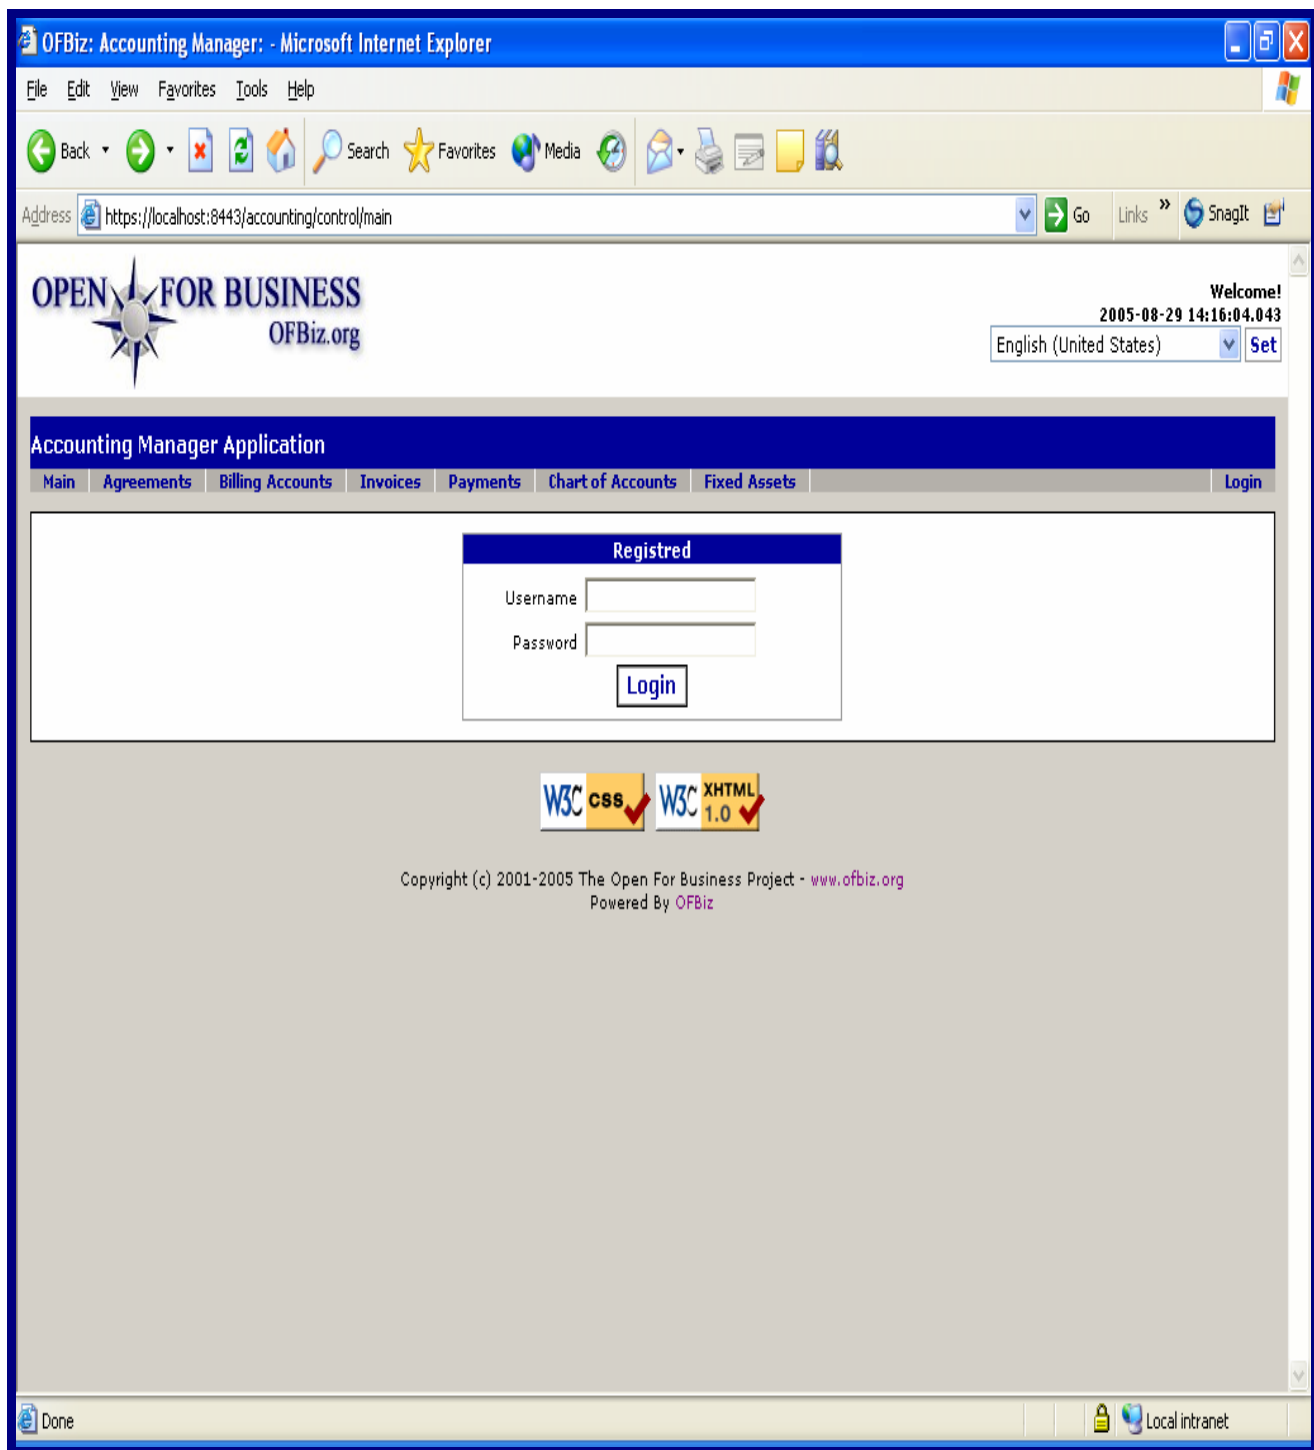 OFBiz: Accounting Manager: - Microsoft Internet Explorer
File Edit View Favorites Tools Help
Back Search Favorites Media
Address https://localhost:8443/accounting/control/main Go Links » SnagIt
OPEN FOR BUSINESS
OFBiz.org
Welcome!
2005-08-29 14:16:04.043
English (United States) Set
Accounting Manager Application
Main Agreements Billing Accounts Invoices Payments Chart of Accounts Fixed Assets Login
Registred
Username
Password
Login
W3C css W3C XHTML 1.0
Copyright (c) 2001-2005 The Open For Business Project - www.ofbiz.org
Powered By OFBiz
Done Local intranet